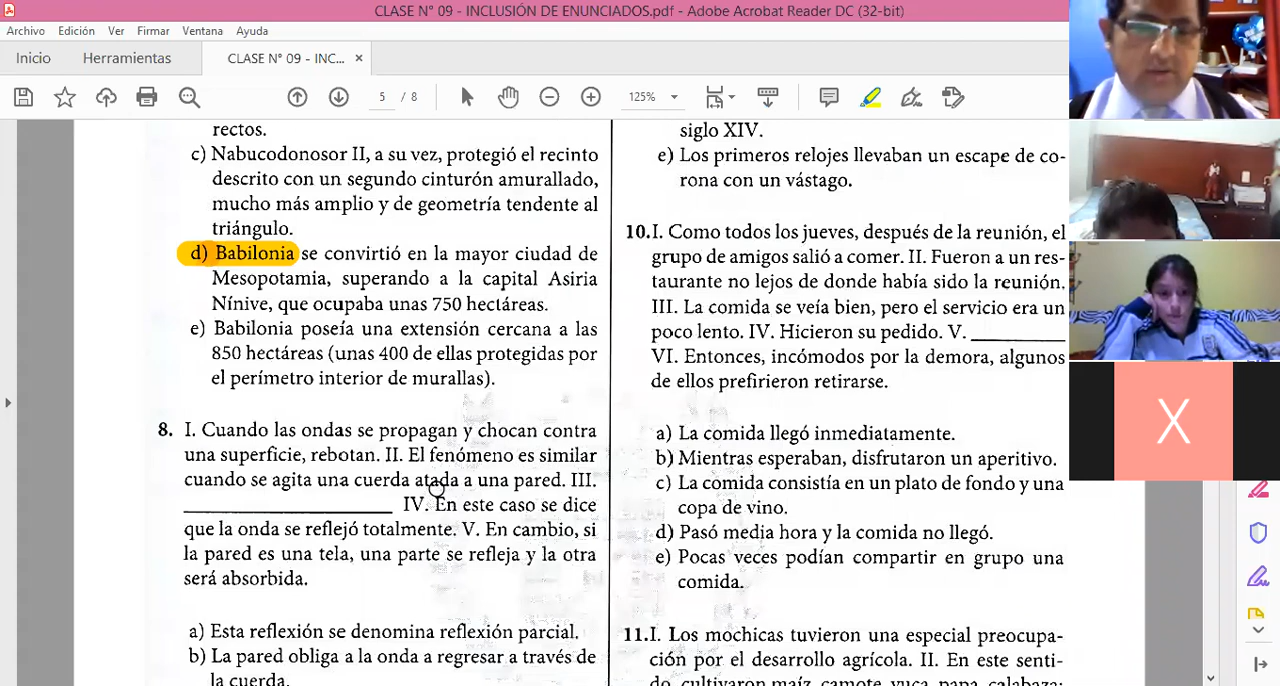 CLASE N° 09 - INCLUSIÓN DE ENUNCIADOS.pdf - Adobe Acrobat Reader DC (32-bit)
Archivo Edición Ver Firmar Ventana Ayuda
Inicio Herramientas CLASE N° 09 - INC... ×
5 / 8 125%
rectos.
c) Nabucodonosor II, a su vez, protegió el recinto
descrito con un segundo cinturón amurallado,
mucho más amplio y de geometría tendente al
triángulo.
d) Babilonia se convirtió en la mayor ciudad de
Mesopotamia, superando a la capital Asiria
Nínive, que ocupaba unas 750 hectáreas.
e) Babilonia poseía una extensión cercana a las
850 hectáreas (unas 400 de ellas protegidas por
el perímetro interior de murallas).
8. I. Cuando las ondas se propagan y chocan contra
una superficie, rebotan. II. El fenómeno es similar
cuando se agita una cuerda atada a una pared. III.
____________________ IV. En este caso se dice
que la onda se reflejó totalmente. V. En cambio, si
la pared es una tela, una parte se refleja y la otra
será absorbida.
a) Esta reflexión se denomina reflexión parcial.
b) La pared obliga a la onda a regresar a través de
la cuerda.
siglo XIV.
e) Los primeros relojes llevaban un escape de co-
rona con un vástago.
10. I. Como todos los jueves, después de la reunión, el
grupo de amigos salió a comer. II. Fueron a un res-
taurante no lejos de donde había sido la reunión.
III. La comida se veía bien, pero el servicio era un
poco lento. IV. Hicieron su pedido. V. _________
VI. Entonces, incómodos por la demora, algunos
de ellos prefirieron retirarse.
a) La comida llegó inmediatamente.
b) Mientras esperaban, disfrutaron un aperitivo.
c) La comida consistía en un plato de fondo y una
copa de vino.
d) Pasó media hora y la comida no llegó.
e) Pocas veces podían compartir en grupo una
comida.
11. I. Los mochicas tuvieron una especial preocupa-
ción por el desarrollo agrícola. II. En este senti-
do cultivaron maíz camote yuca papa calabaza;
X